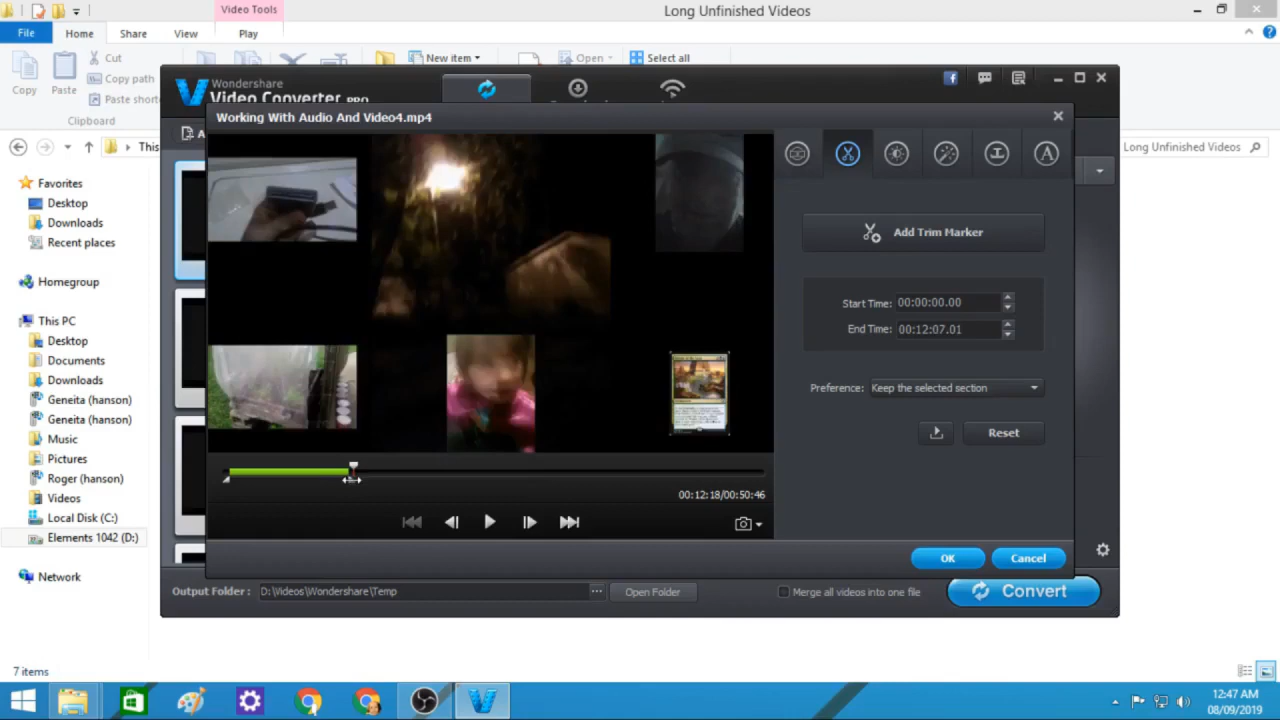 Video Tools
Long Unfinished Videos
File
Home
Share
View
Play
Copy
Paste
Cut
Copy path
Paste short
Clipboard
New item
Open
Select all
This
Long Unfinished Videos
Wondershare
Video Converter PRO
A
Working With Audio And Video4.mp4
Favorites
Desktop
Downloads
Recent places
Homegroup
This PC
Desktop
Documents
Downloads
Geneita (hanson)
Geneita (hanson)
Music
Pictures
Roger (hanson)
Videos
Local Disk (C:)
Elements 1042 (D:)
Network
A
Add Trim Marker
Start Time: 00:00:00.00
End Time: 00:12:07.01
Preference: Keep the selected section
Reset
00:12:18/00:50:46
OK
Cancel
Output Folder: D:\Videos\Wondershare\Temp
...
Open Folder
Merge all videos into one file
Convert
7 items
12:47 AM
08/09/2019